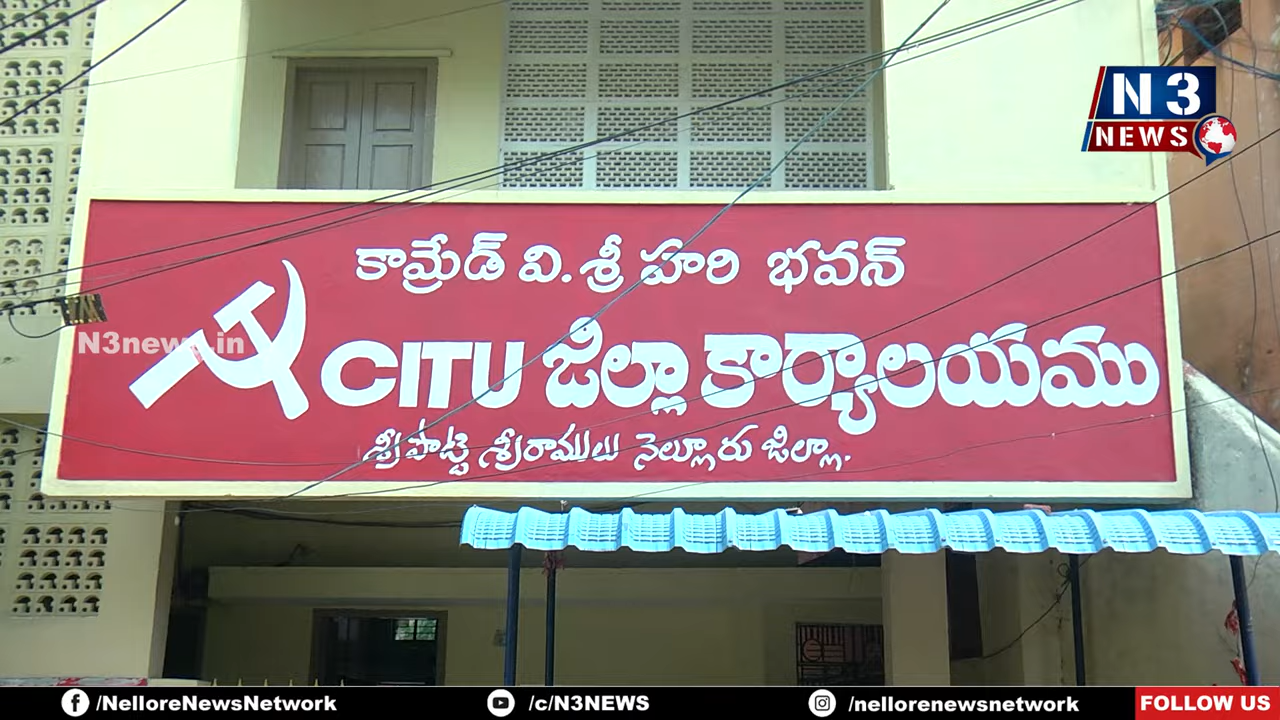 N3
NEWS
కామ్రేడ్ వి. శ్రీ హరి భవన్
N3news.in
CITU జిల్లా కార్యాలయము
శ్రీపొట్టి శ్రీరాములు నెల్లూరు జిల్లా.
/NelloreNewsNetwork
/c/N3NEWS
/nellorenewsnetwork
FOLLOW US